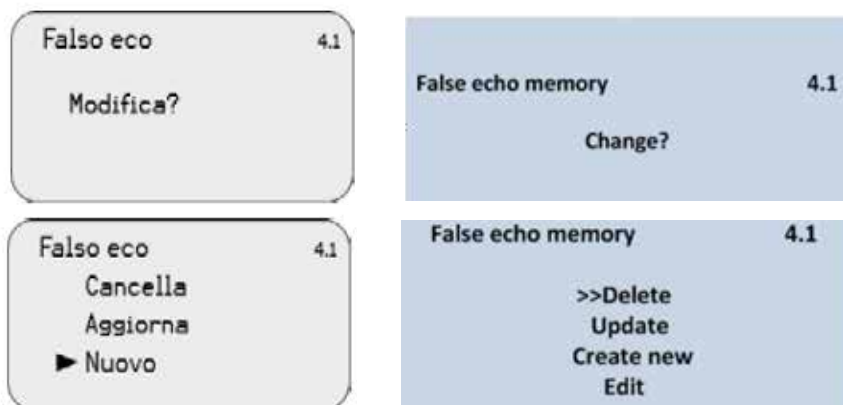 Falso eco 4.1
Modifica?
False echo memory 4.1
Change?
Falso eco 4.1
Cancella
Aggiorna
► Nuovo
False echo memory 4.1
>>Delete
Update
Create new
Edit